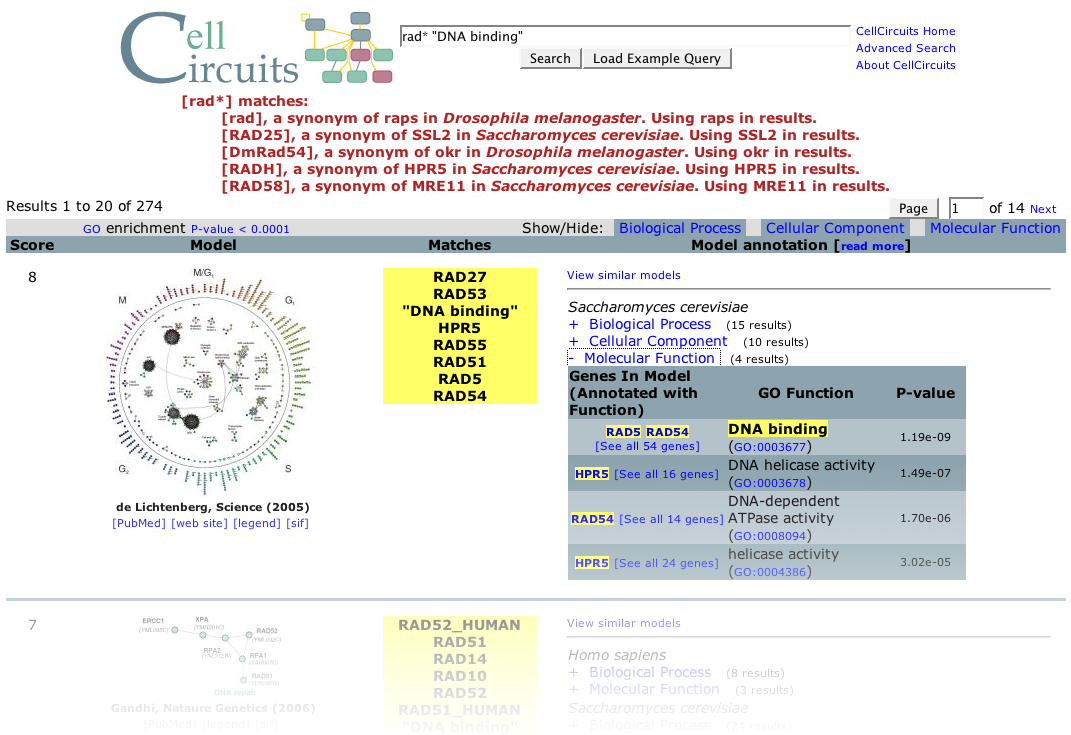 Cell Circuits
rad* "DNA binding"
Search Load Example Query
CellCircuits Home
Advanced Search
About CellCircuits
[rad*] matches:
[rad], a synonym of raps in Drosophila melanogaster. Using raps in results.
[RAD25], a synonym of SSL2 in Saccharomyces cerevisiae. Using SSL2 in results.
[DmRad54], a synonym of okr in Drosophila melanogaster. Using okr in results.
[RADH], a synonym of HPR5 in Saccharomyces cerevisiae. Using HPR5 in results.
[RAD58], a synonym of MRE11 in Saccharomyces cerevisiae. Using MRE11 in results.
Results 1 to 20 of 274
Page 1 of 14 Next
GO enrichment P-value < 0.0001
Show/Hide: Biological Process Cellular Component Molecular Function
Score Model Matches Model annotation [read more]
8
M/G1
M
G1
G2
S
de Lichtenberg, Science (2005)
[PubMed] [web site] [legend] [sif]
RAD27
RAD53
"DNA binding"
HPR5
RAD55
RAD51
RAD5
RAD54
View similar models
Saccharomyces cerevisiae
+ Biological Process (15 results)
+ Cellular Component (10 results)
- Molecular Function (4 results)
Genes In Model
(Annotated with
Function)
GO Function
P-value
RAD5 RAD54
[See all 54 genes]
DNA binding
(GO:0003677)
1.19e-09
HPR5 [See all 16 genes]
DNA helicase activity
(GO:0003678)
1.49e-07
RAD54 [See all 14 genes]
DNA-dependent
ATPase activity
(GO:0008094)
1.70e-06
HPR5 [See all 24 genes]
helicase activity
(GO:0004386)
3.02e-05
7
ERCC1
XPA
RAD52
RPA2
RPA1
RAD51
DNA repair
Gandhi, Nataure Genetics (2006)
[PubMed] [legend] [sif]
RAD52_HUMAN
RAD51
RAD14
RAD10
RAD52
RAD51_HUMAN
"DNA binding"
View similar models
Homo sapiens
+ Biological Process (8 results)
+ Molecular Function (3 results)
Saccharomyces cerevisiae
+ Biological Process (24 results)